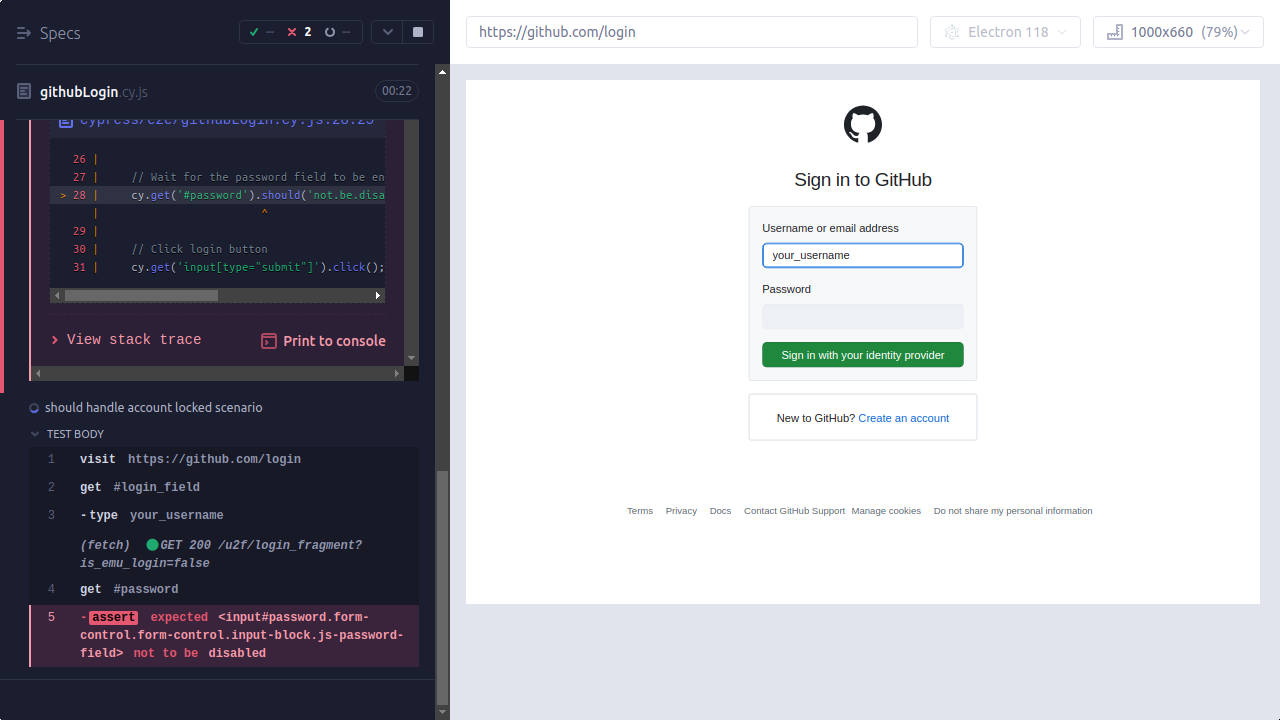 Specs
-- 2 --
githubLogin.cy.js 00:22
cypress/e2e/githubLogin.cy.js:28:25
26 |
27 | // Wait for the password field to be en
> 28 | cy.get('#password').should('not.be.disa
| ^
29 |
30 | // Click login button
31 | cy.get('input[type="submit"]').click();
View stack trace
Print to console
should handle account locked scenario
TEST BODY
1 visit https://github.com/login
2 get #login_field
3 -type your_username
(fetch) GET 200 /u2f/login_fragment?
is_emu_login=false
4 get #password
5 -assert expected <input#password.form-
control.form-control.input-block.js-password-
field> not to be disabled
https://github.com/login
Electron 118
1000x660 (79%)
Sign in to GitHub
Username or email address
your_username
Password
Sign in with your identity provider
New to GitHub? Create an account
Terms Privacy Docs Contact GitHub Support Manage cookies Do not share my personal information